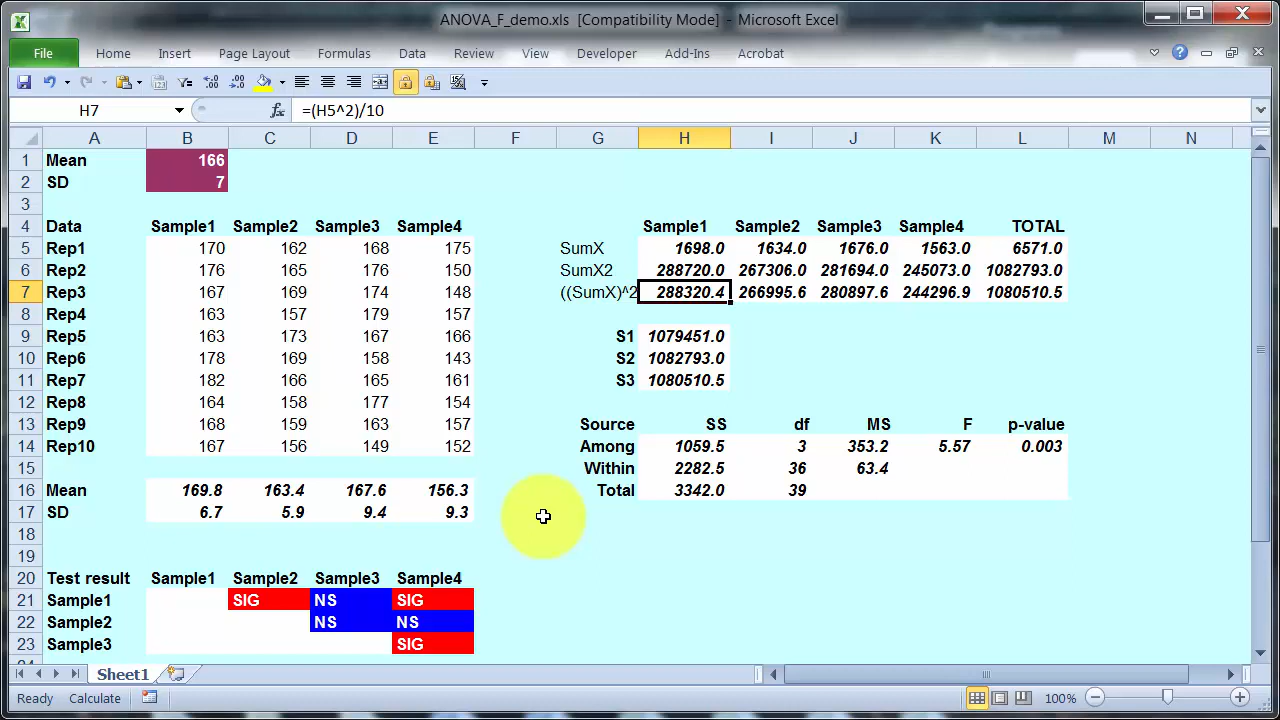 ANOVA_F_demo.xls [Compatibility Mode] - Microsoft Excel
File Home Insert Page Layout Formulas Data Review View Developer Add-Ins Acrobat
H7 fx =(H5^2)/10
A B C D E F G H I J K L M N
1 Mean 166
2 SD 7
3
4 Data Sample1 Sample2 Sample3 Sample4 Sample1 Sample2 Sample3 Sample4 TOTAL
5 Rep1 170 162 168 175 SumX 1698.0 1634.0 1676.0 1563.0 6571.0
6 Rep2 176 165 176 150 SumX2 288720.0 267306.0 281694.0 245073.0 1082793.0
7 Rep3 167 169 174 148 ((SumX)^2 288320.4 266995.6 280897.6 244296.9 1080510.5
8 Rep4 163 157 179 157
9 Rep5 163 173 167 166 S1 1079451.0
10 Rep6 178 169 158 143 S2 1082793.0
11 Rep7 182 166 165 161 S3 1080510.5
12 Rep8 164 158 177 154
13 Rep9 168 159 163 157 Source SS df MS F p-value
14 Rep10 167 156 149 152 Among 1059.5 3 353.2 5.57 0.003
15 Within 2282.5 36 63.4
16 Mean 169.8 163.4 167.6 156.3 Total 3342.0 39
17 SD 6.7 5.9 9.4 9.3
18
19
20 Test result Sample1 Sample2 Sample3 Sample4
21 Sample1 SIG NS SIG
22 Sample2 NS NS
23 Sample3 SIG
24
Sheet1
Ready Calculate 100%